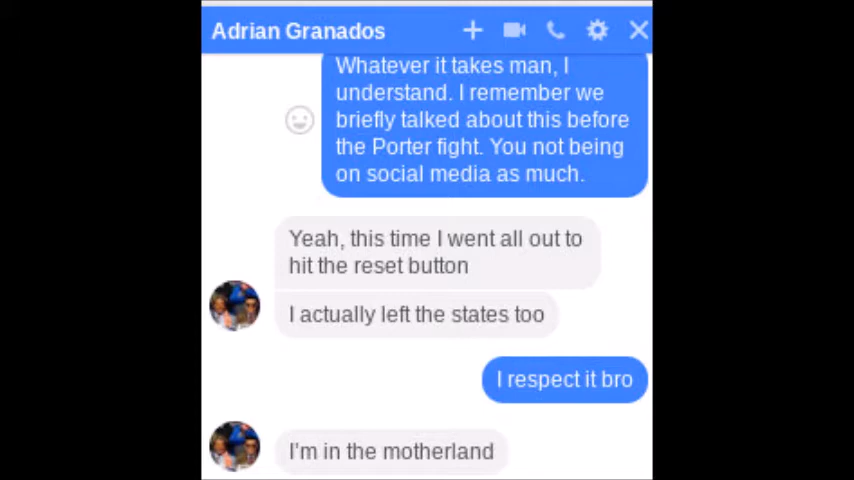 Adrian Granados
Whatever it takes man, I
understand. I remember we
briefly talked about this before
the Porter fight. You not being
on social media as much.
Yeah, this time I went all out to
hit the reset button
I actually left the states too
I respect it bro
I'm in the motherland